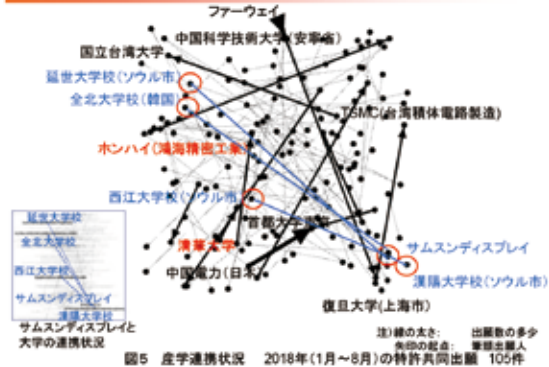 ファーウェイ
中国科学技術大学(安寧省)
国立台湾大学
延世大学校(ソウル市)
全北大学校(韓国)
TSMC(台湾積体電路製造)
ホンハイ(鴻海精密工業)
西江大学校(ソウル市)
首都大学東京
延世大学校
全北大学校
清華大学
サムスンディスプレイ
西江大学校
中国電力(日本)
漢陽大学校(ソウル市)
サムスンディスプレイ
漢陽大学校
復旦大学(上海市)
サムスンディスプレイと
大学の連携状況
注)線の太さ: 出願数の多少
矢印の起点: 筆頭出願人
図5 産学連携状況 2018年(1月~8月)の特許共同出願 105件